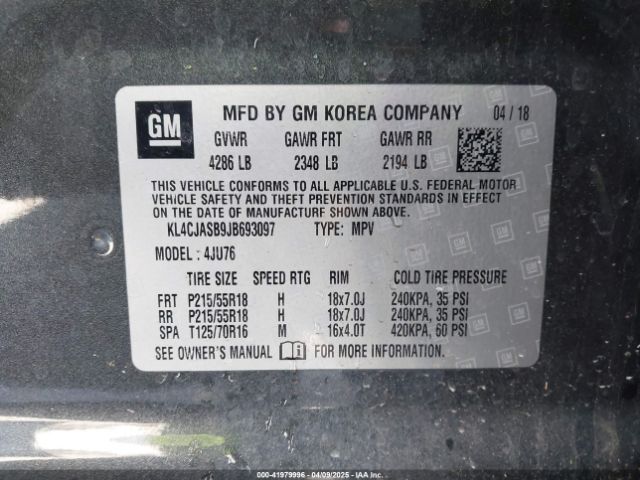 GM
MFD BY GM KOREA COMPANY 04 / 18
GVWR GAWR FRT GAWR RR
4286 LB 2348 LB 2194 LB
THIS VEHICLE CONFORMS TO ALL APPLICABLE U.S. FEDERAL MOTOR
VEHICLE SAFETY AND THEFT PREVENTION STANDARDS IN EFFECT
ON THE DATE OF MANUFACTURE SHOWN ABOVE.
KL4CJASB9JB693097 TYPE: MPV
MODEL : 4JU76
TIRE SIZE SPEED RTG RIM COLD TIRE PRESSURE
FRT P215/55R18 H 18x7.0J 240KPA, 35 PSI
RR P215/55R18 H 18x7.0J 240KPA, 35 PSI
SPA T125/70R16 M 16x4.0T 420KPA, 60 PSI
SEE OWNER'S MANUAL FOR MORE INFORMATION.
000-41979996 - 04/09/2025 - IAA Inc.